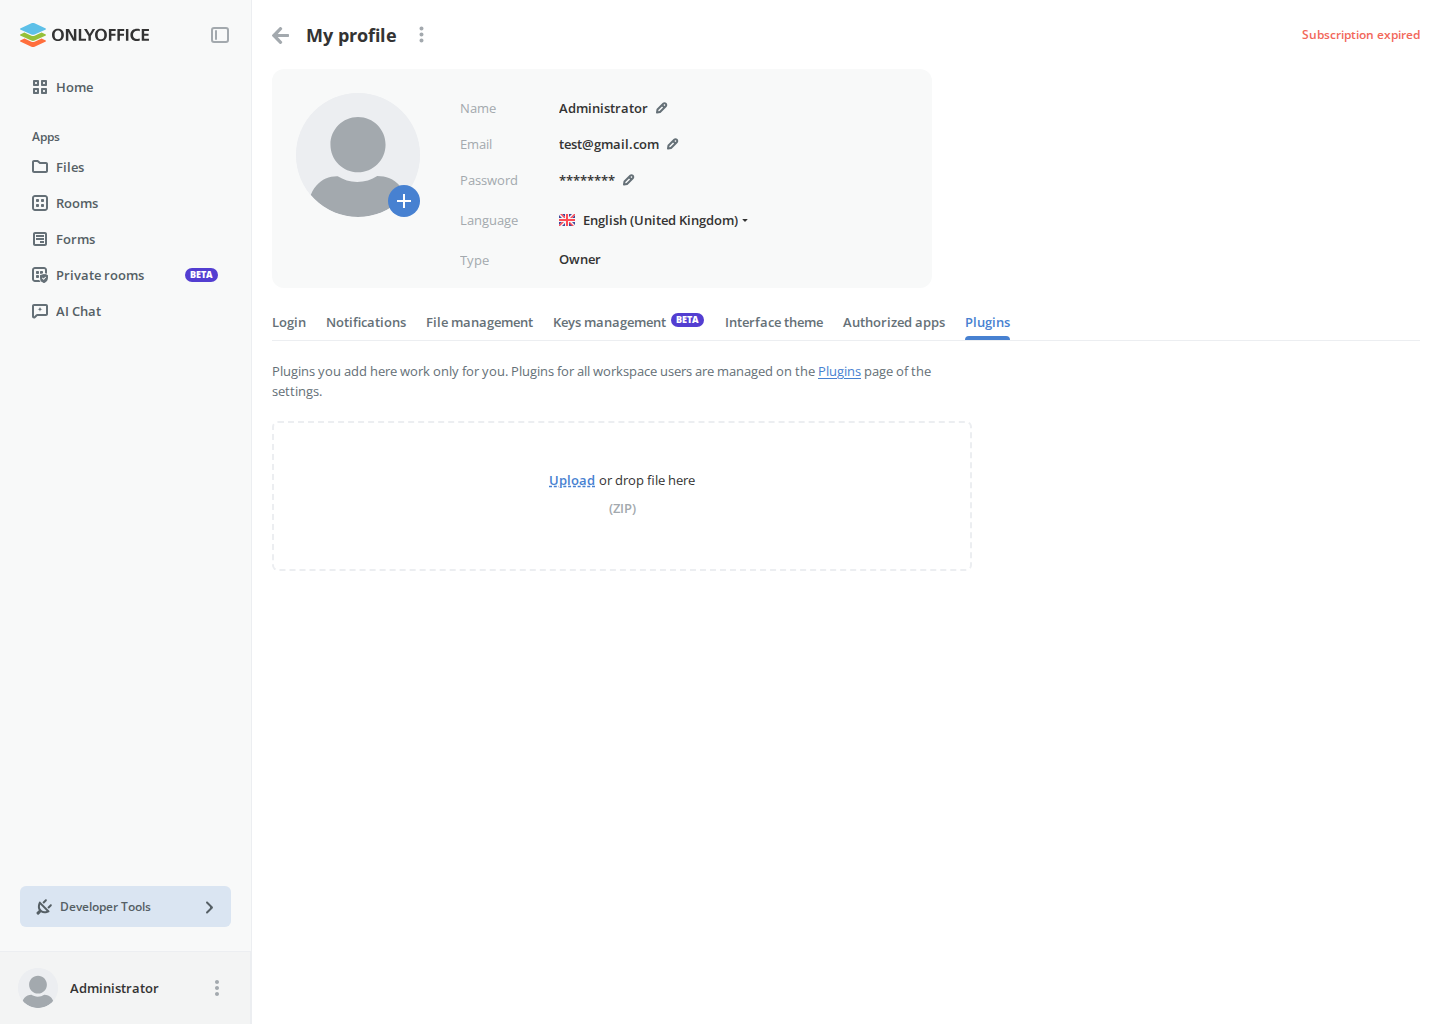 ONLYOFFICE
Home
Apps
Files
Rooms
Forms
Private rooms BETA
AI Chat
Developer Tools
Administrator
My profile
Subscription expired
Name Administrator
Email test@gmail.com
Password ********
Language English (United Kingdom)
Type Owner
Login Notifications File management Keys management BETA Interface theme Authorized apps Plugins
Plugins you add here work only for you. Plugins for all workspace users are managed on the Plugins page of the
settings.
Upload or drop file here
(ZIP)